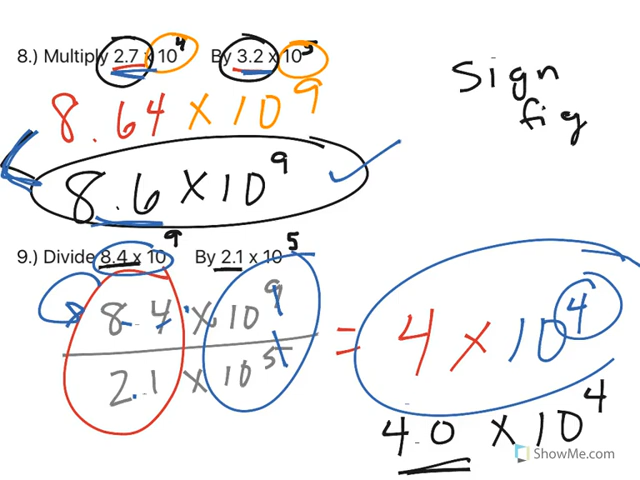 8.) Multiply 2.7 x 10⁴ By 3.2 x 10⁵
Sign
fig
8.64 x 10⁹
8.6 x 10⁹
9.) Divide 8.4 x 10⁹ By 2.1 x 10⁵
8.4 x 10⁹
2.1 x 10⁵
= 4 x 10⁴
4.0 x 10⁴
ShowMe.com